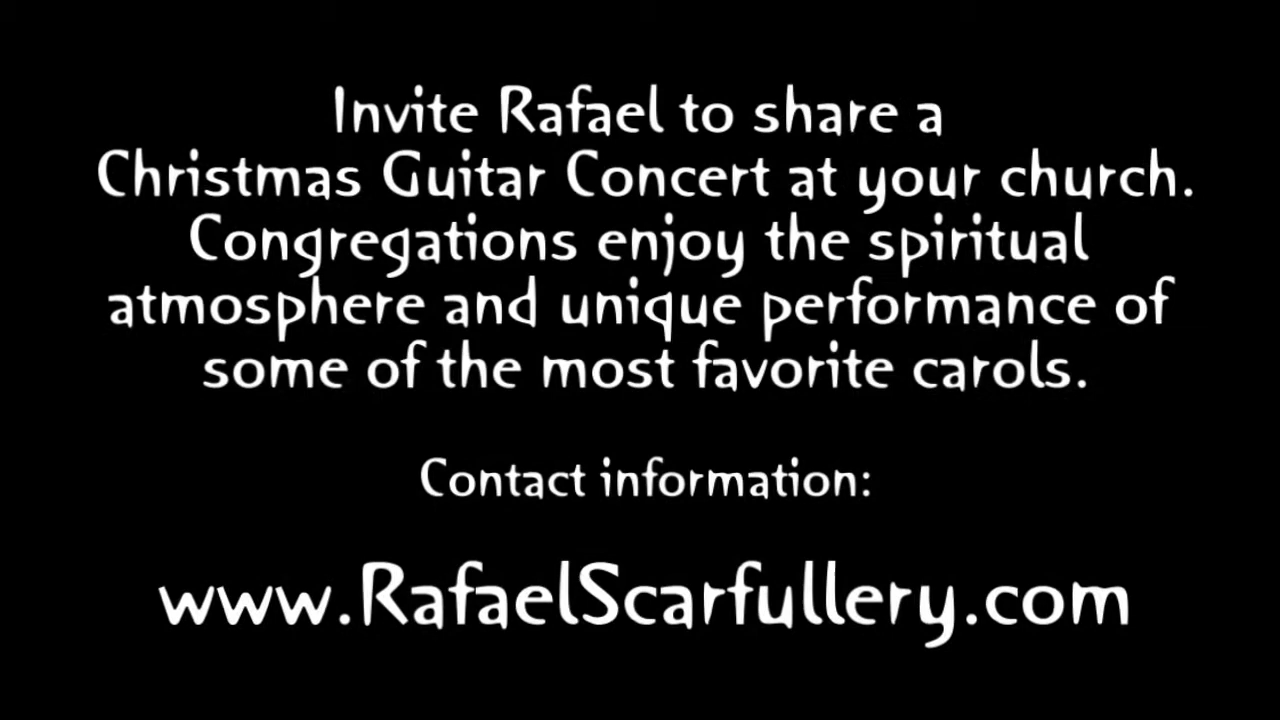 Invite Rafael to share a
Christmas Guitar Concert at your church.
Congregations enjoy the spiritual
atmosphere and unique performance of
some of the most favorite carols.
Contact information:
www.RafaelScarfullery.com